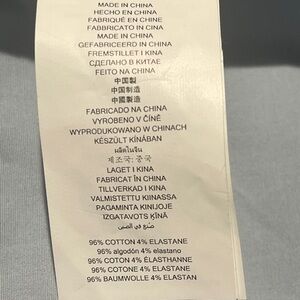 MADE IN CHINA
HECHO EN CHINA
FABRIQUÉ EN CHINE
FABBRICATO IN CINA
MADE IN CHINA
GEFABRICEERD IN CHINA
FREMSTILLET I KINA
СДЕЛАНО В КИТАЕ
FEITO NA CHINA
中国製
中国制造
中國製造
FABRICADO NA CHINA
VYROBENO V ČÍNĚ
WYPRODUKOWANO W CHINACH
KÉSZÜLT KÍNÁBAN
ผลิตในจีน
제조국: 중국
LAGET I KINA
FABRICAT ÎN CHINA
TILLVERKAD I KINA
VALMISTETTU KIINASSA
PAGAMINTA KINIJOJE
IZGATAVOTS ĶĪNĀ
صنع في الصين
96% COTTON 4% ELASTANE
96% algodón 4% elastano
96% COTON 4% ÉLASTHANNE
96% COTONE 4% ELASTAN
96% BAUMWOLLE 4% ELASTAN